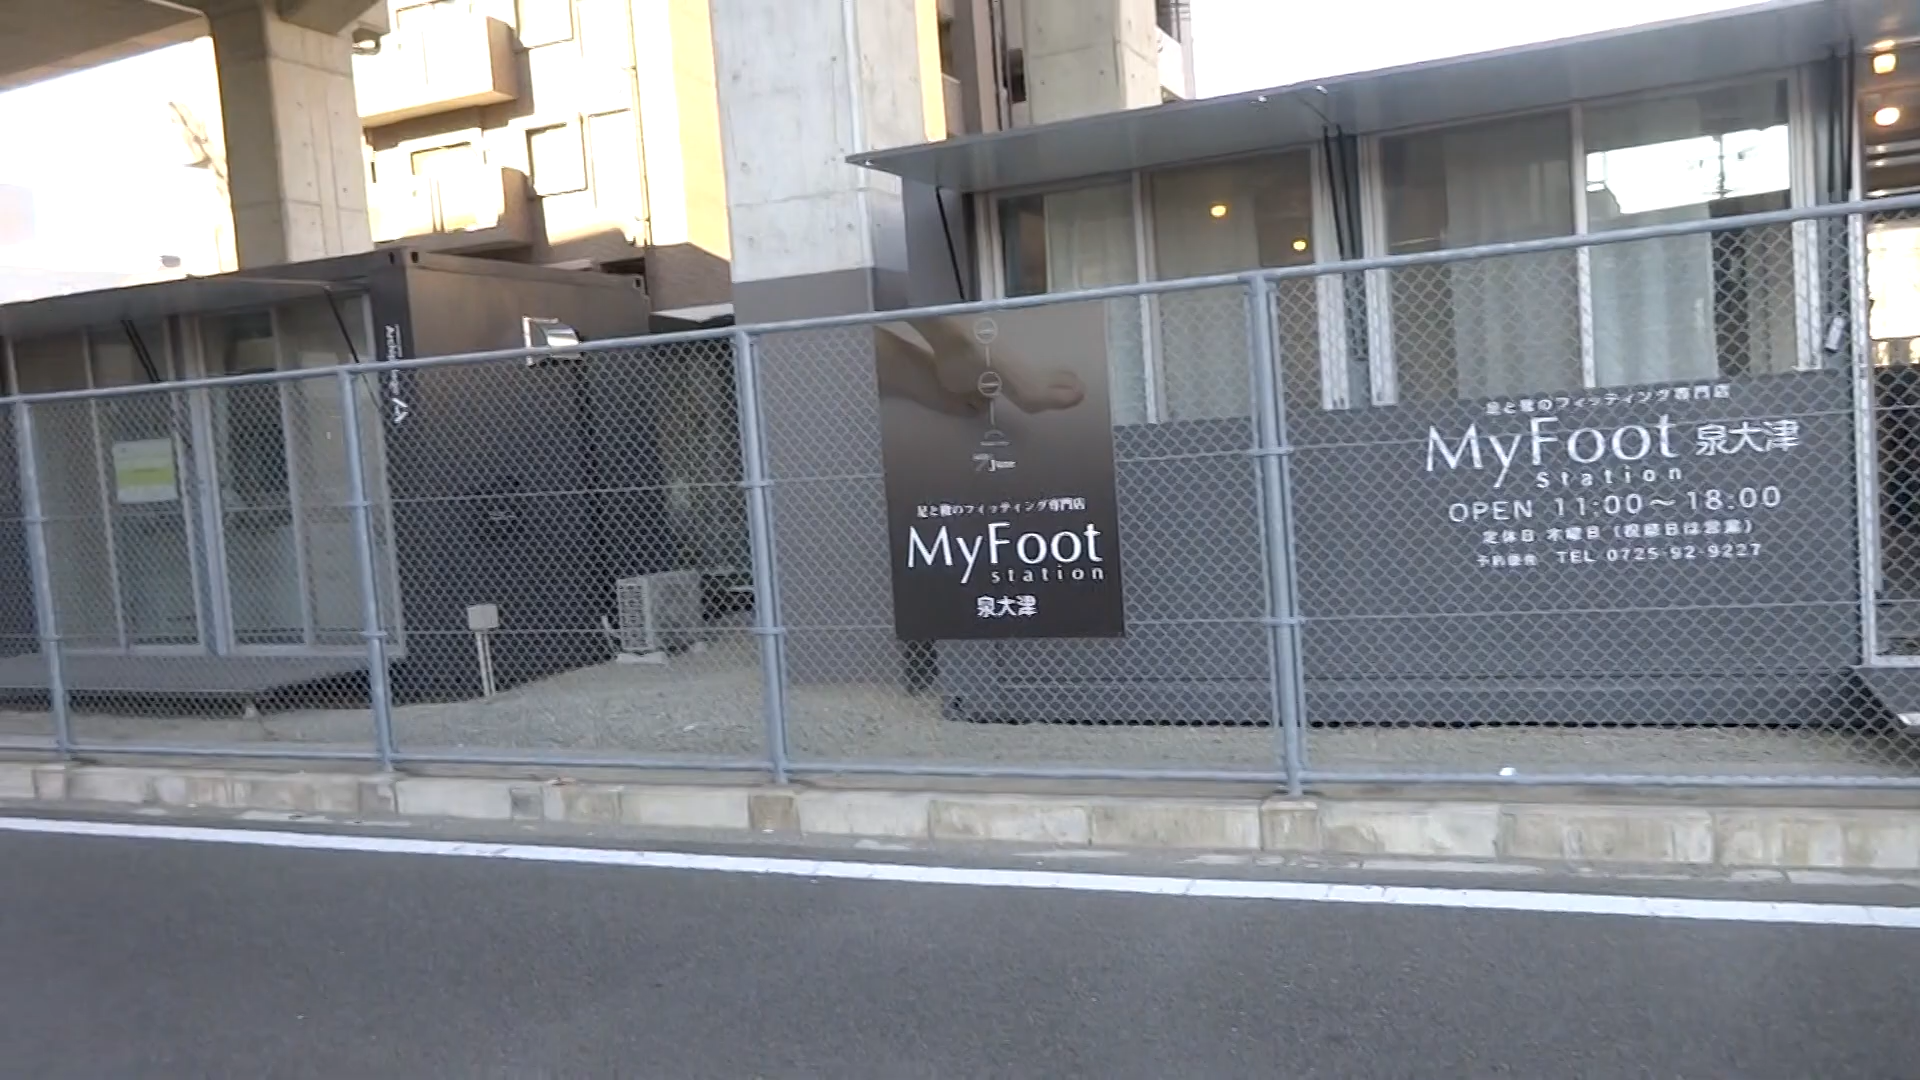 足と靴のフィッティング専門店
MyFoot
station
泉大津
足と靴のフィッティング専門店
MyFoot 泉大津
Station
OPEN 11:00〜18:00
定休日 水曜日(祝曜日は営業)
予約優先 TEL 0725-92-9227